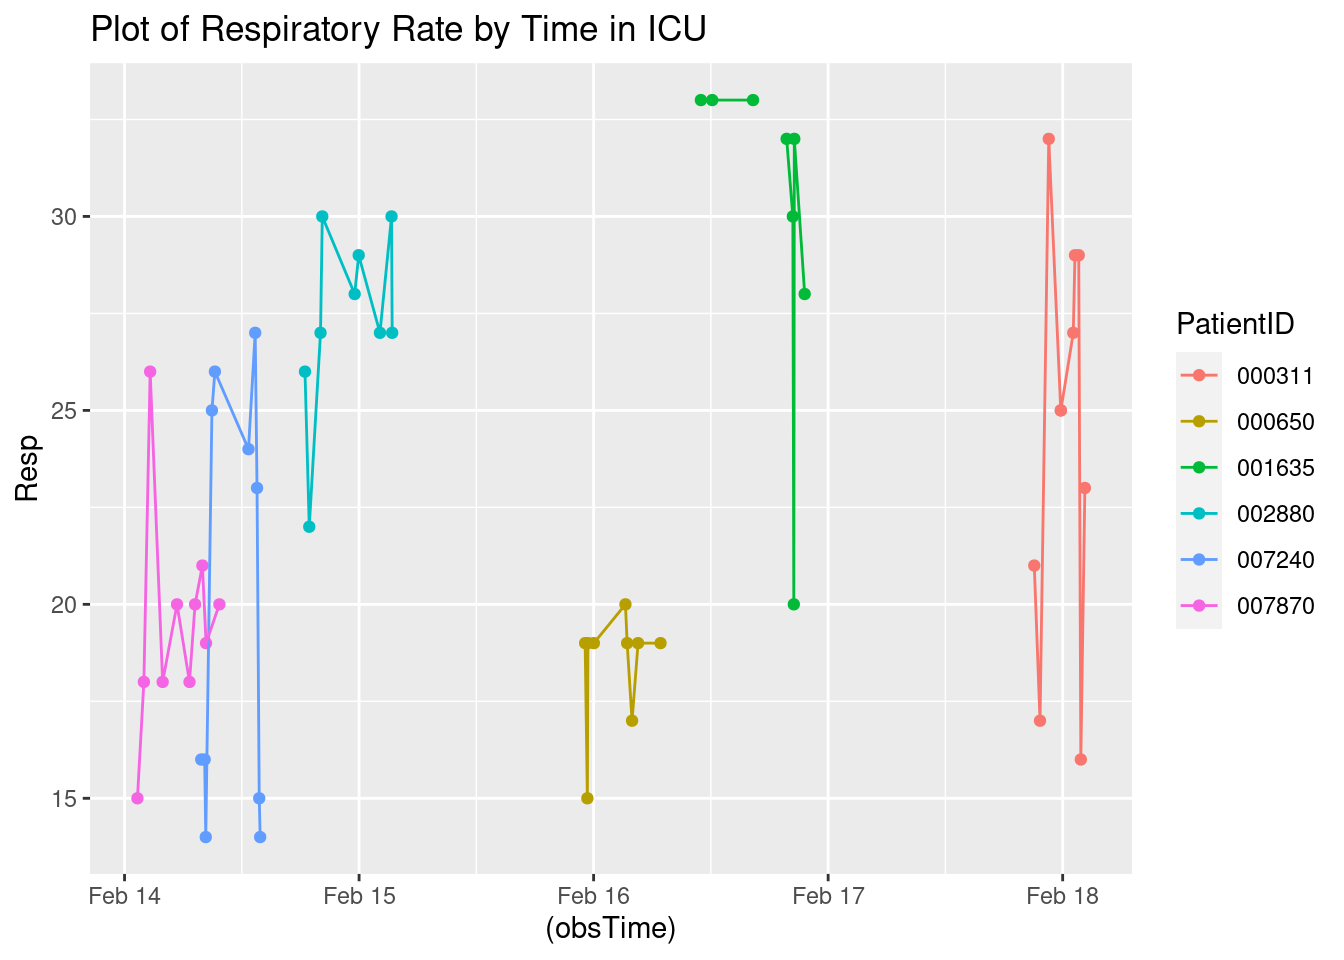 Plot of Respiratory Rate by Time in ICU
30
25
20
15
Resp
Feb 14
Feb 15
Feb 16
Feb 17
Feb 18
(obsTime)
PatientID
000311
000650
001635
002880
007240
007870